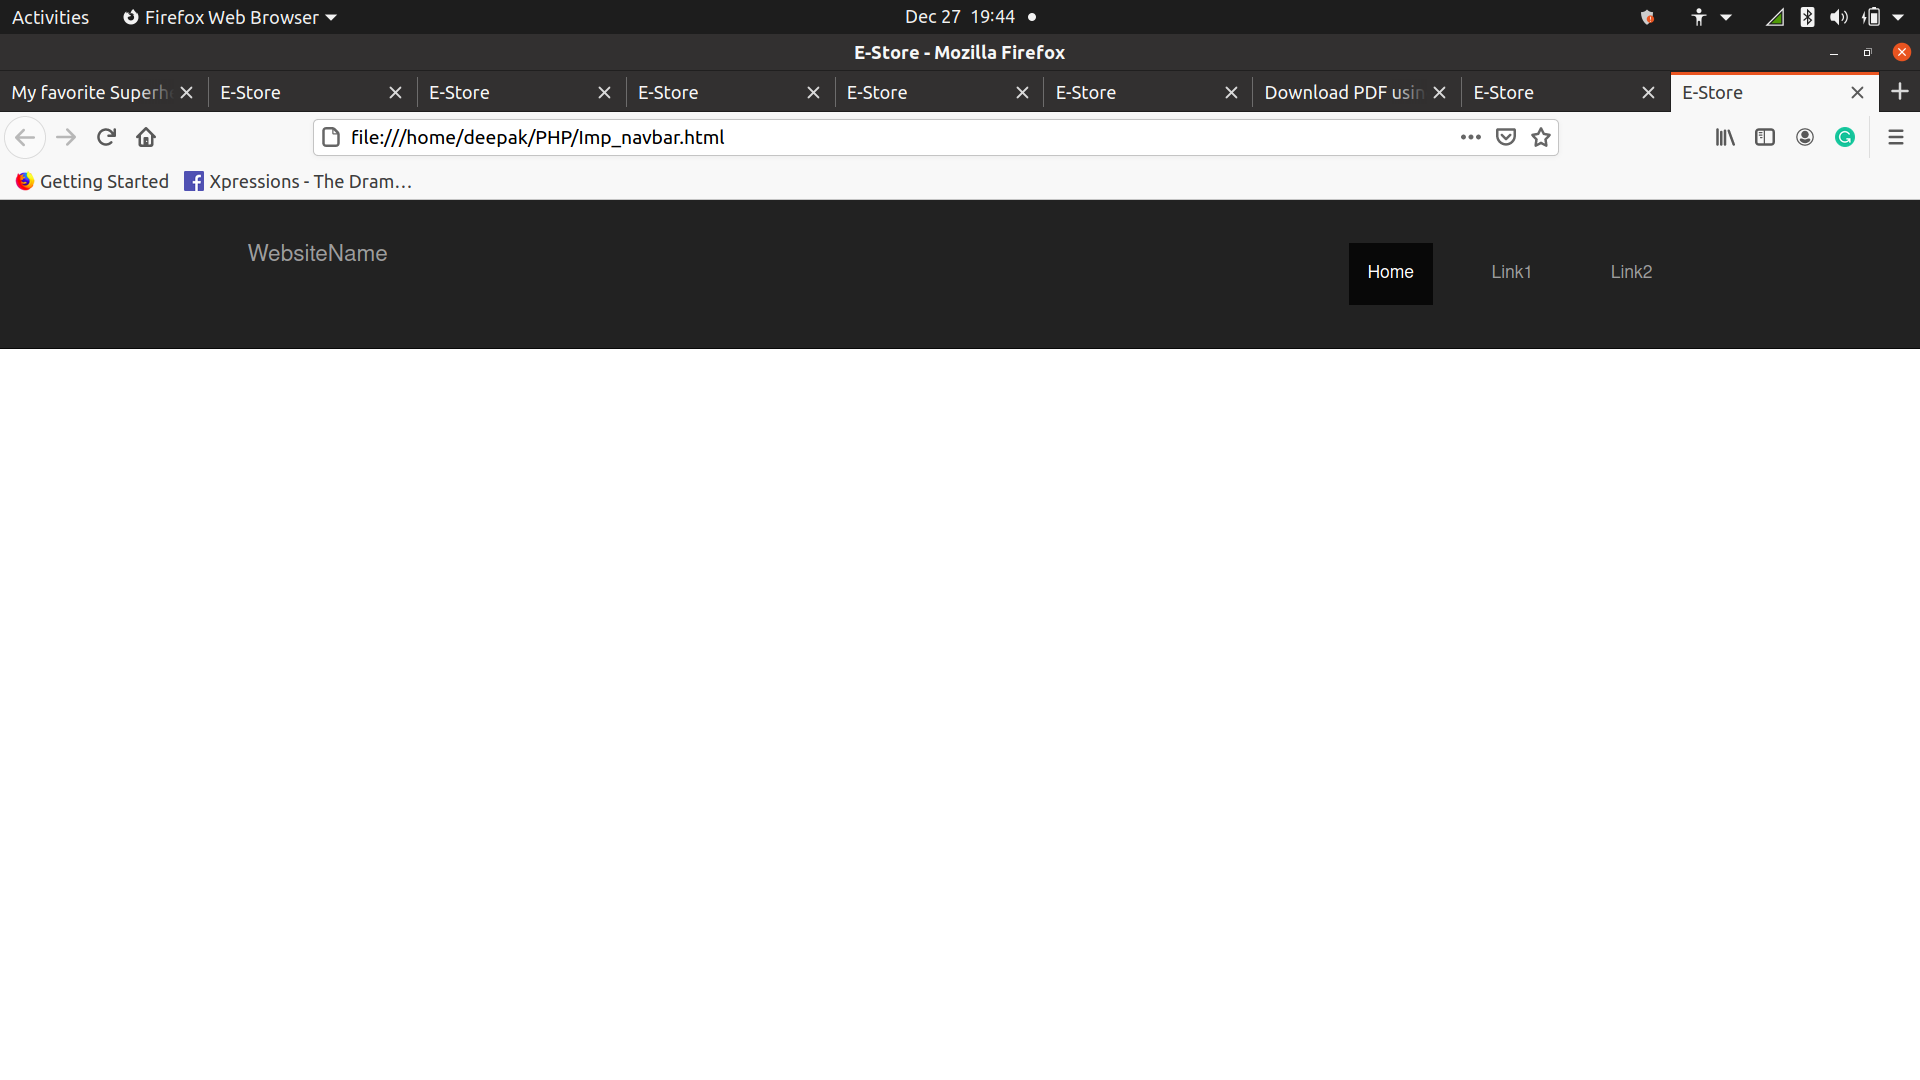 Activities Firefox Web Browser Dec 27 19:44
E-Store - Mozilla Firefox
My favorite Superh E-Store E-Store E-Store E-Store E-Store Download PDF usin E-Store E-Store
file:///home/deepak/PHP/Imp_navbar.html
Getting Started Xpressions - The Dram…
WebsiteName Home Link1 Link2